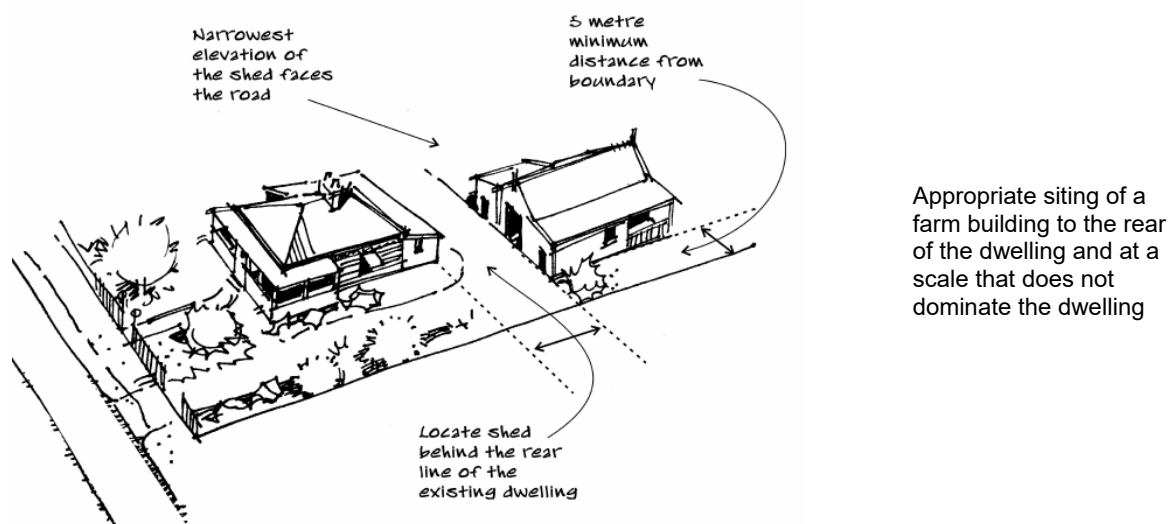 Narrowest
elevation of
the shed faces
the road
5 metre
minimum
distance from
boundary
Appropriate siting of a
farm building to the rear
of the dwelling and at a
scale that does not
dominate the dwelling
Locate shed
behind the rear
line of the
existing dwelling